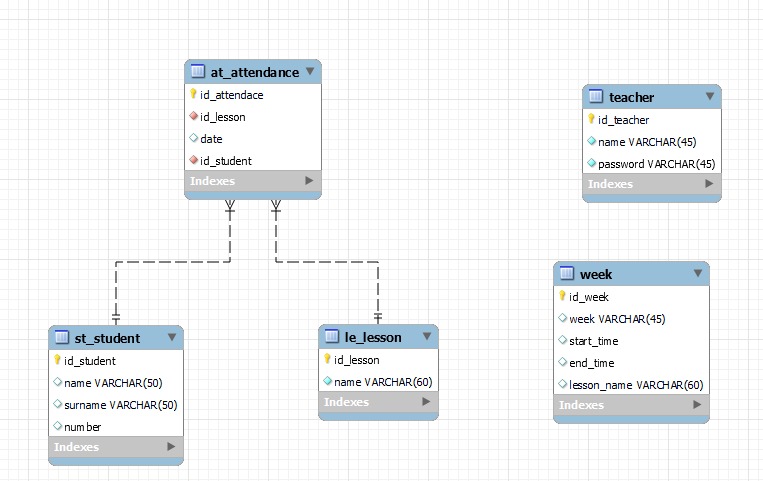 at_attendance
id_attendace
id_lesson
date
id_student
Indexes
teacher
id_teacher
name VARCHAR(45)
password VARCHAR(45)
Indexes
st_student
id_student
name VARCHAR(50)
surname VARCHAR(50)
number
Indexes
le_lesson
id_lesson
name VARCHAR(60)
Indexes
week
id_week
week VARCHAR(45)
start_time
end_time
lesson_name VARCHAR(60)
Indexes